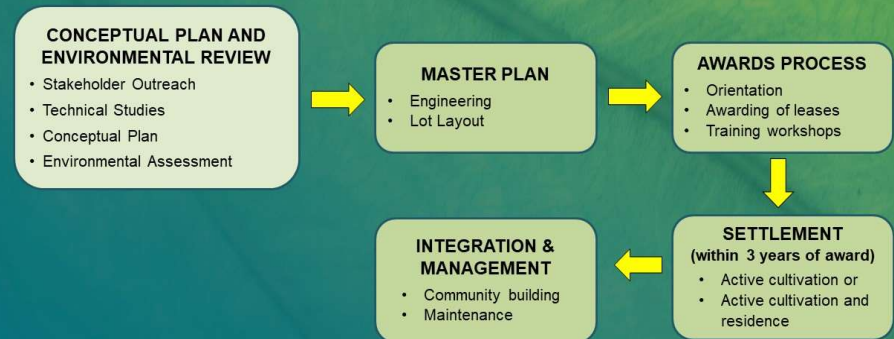 CONCEPTUAL PLAN AND
ENVIRONMENTAL REVIEW
• Stakeholder Outreach
• Technical Studies
• Conceptual Plan
• Environmental Assessment
MASTER PLAN
• Engineering
• Lot Layout
AWARDS PROCESS
• Orientation
• Awarding of leases
• Training workshops
SETTLEMENT
(within 3 years of award)
• Active cultivation or
• Active cultivation and
residence
INTEGRATION &
MANAGEMENT
• Community building
• Maintenance